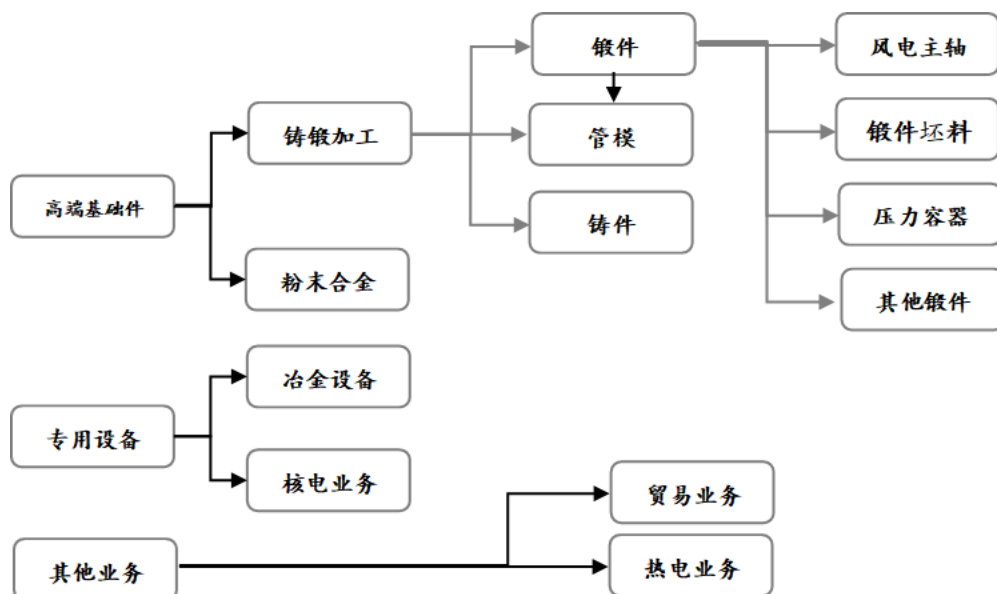 锻件
风电主轴
铸锻加工
管模
锻件坯料
高端基础件
铸件
压力容器
粉末合金
其他锻件
冶金设备
专用设备
核电业务
贸易业务
其他业务
热电业务